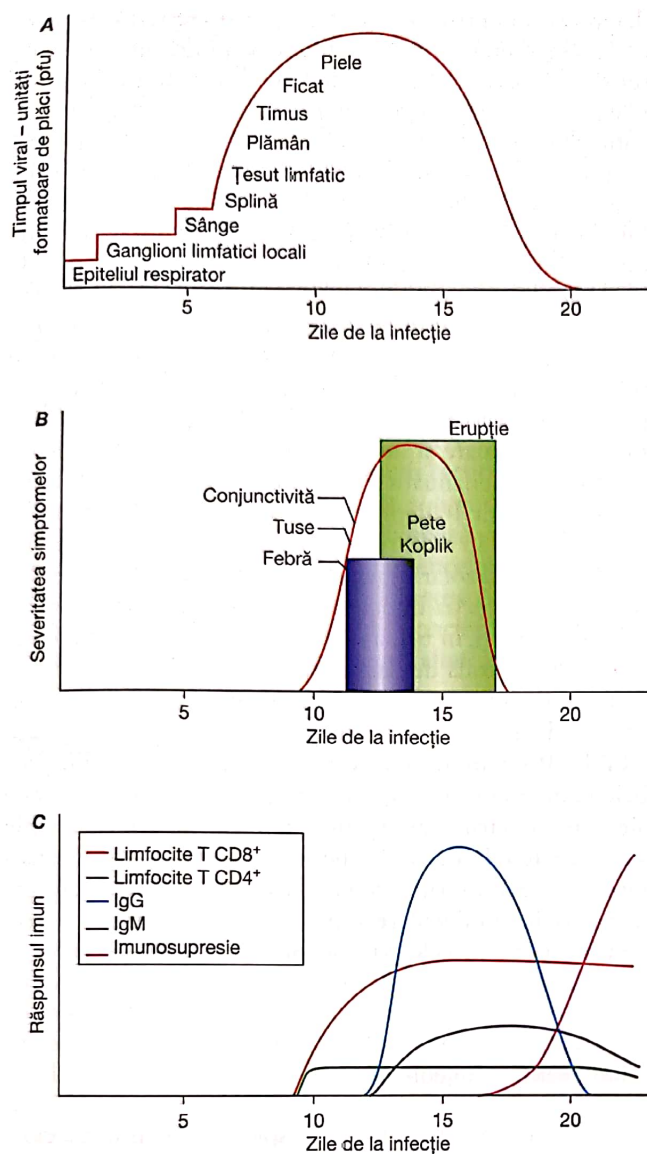 A
Timpul viral – unități
formatoare de plăci (pfu)
Piele
Ficat
Timus
Plămân
Țesut limfatic
Splină
Sânge
Ganglioni limfatici locali
Epiteliul respirator
5
10
15
20
Zile de la infecție
B
Severitatea simptomelor
Erupție
Conjunctivită
Tuse
Febră
Pete
Koplik
5
10
15
20
Zile de la infecție
C
Răspunsul imun
Limfocite T CD8+
Limfocite T CD4+
IgG
IgM
Imunosupresie
5
10
15
20
Zile de la infecție